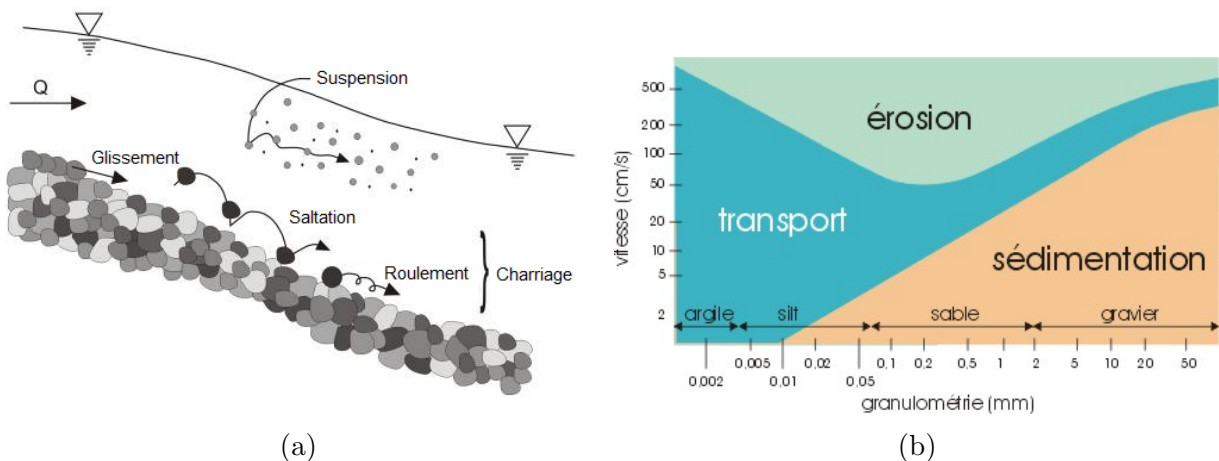 Q
Suspension
Glissement
Saltation
Roulement
Charriage
(a)
vitesse (cm/s)
500
200
100
50
20
10
5
2
érosion
transport
sédimentation
argile silt sable gravier
0,005 0,02 0,1 0,2 0,5 1 2 5 10 20 50
0,002 0,01 0,05
granulométrie (mm)
(b)